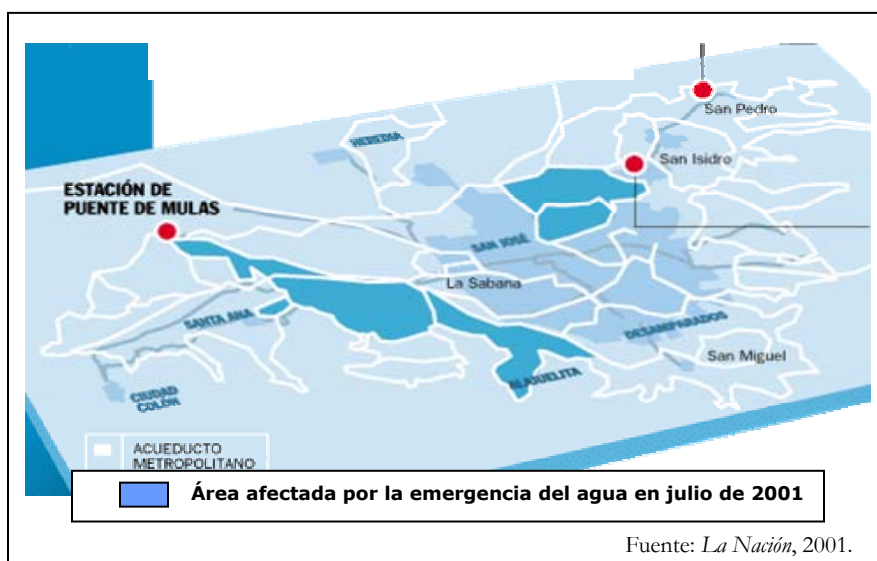 San Pedro
HEREDIA
San Isidro
ESTACIÓN DE
PUENTE DE MULAS
SAN JOSÉ
La Sabana
SANTA ANA
DESAMPARADOS
San Miguel
ALAJUELITA
CIUDAD
COLÓN
ACUEDUCTO
METROPOLITANO
Área afectada por la emergencia del agua en julio de 2001
Fuente: La Nación, 2001.